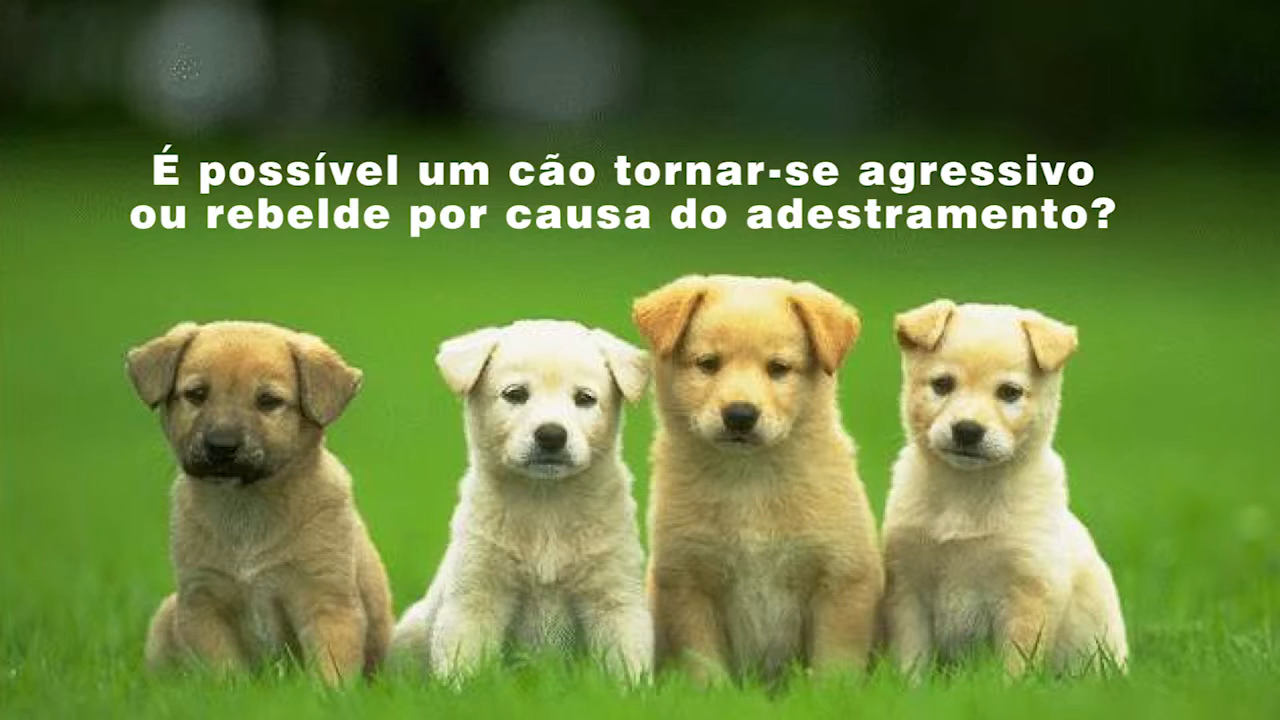 É possível um cão tornar-se agressivo
ou rebelde por causa do adestramento?